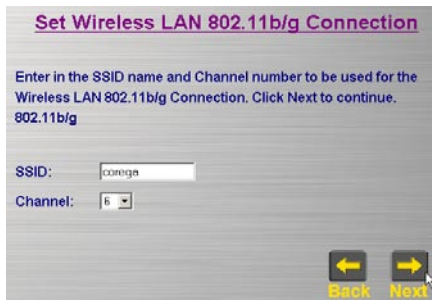 Set Wireless LAN 802.11b/g Connection
Enter in the SSID name and Channel number to be used for the
Wireless LAN 802.11b/g Connection. Click Next to continue.
802.11b/g
SSID: corega
Channel: 6
Back Next